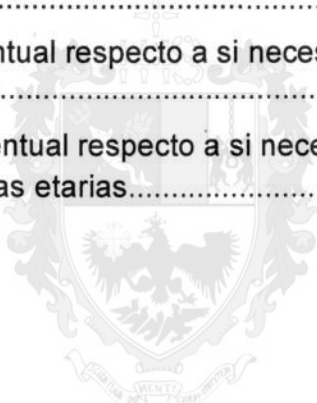 ......................................
ntual respecto a si neces
......................................
entual respecto a si nece
as etarias......................